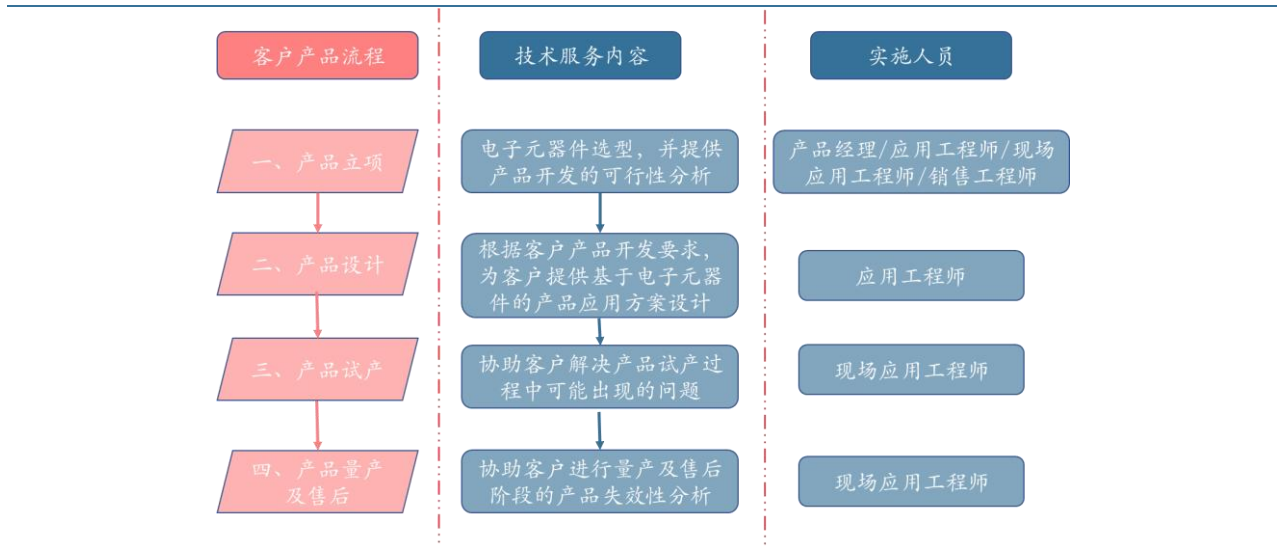 客户产品流程
技术服务内容
实施人员
一、产品立项
电子元器件选型，并提供
产品开发的可行性分析
产品经理/应用工程师/现场
应用工程师/销售工程师
二、产品设计
根据客户产品开发要求，
为客户提供基于电子元器
件的产品应用方案设计
应用工程师
三、产品试产
协助客户解决产品试产过
程中可能出现的问题
现场应用工程师
四、产品量产
及售后
协助客户进行量产及售后
阶段的产品失效性分析
现场应用工程师